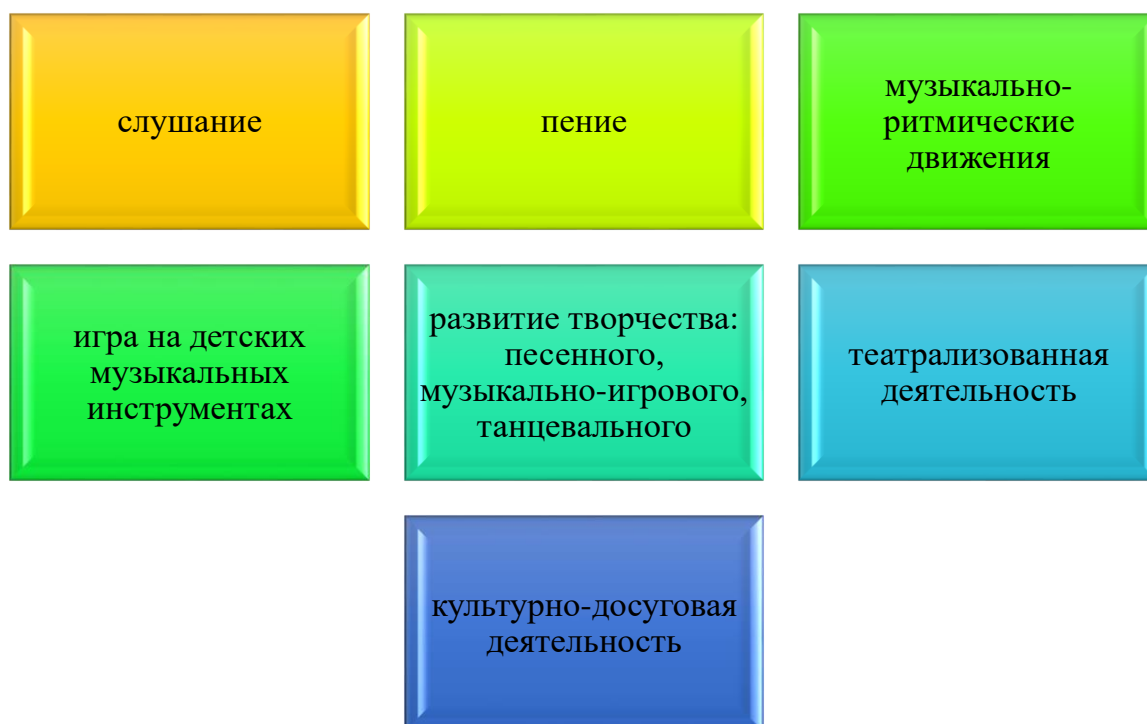 слушание
пение
музыкально-
ритмические
движения
игра на детских
музыкальных
инструментах
развитие творчества:
песенного,
музыкально-игрового,
танцевального
театрализованная
деятельность
культурно-досуговая
деятельность